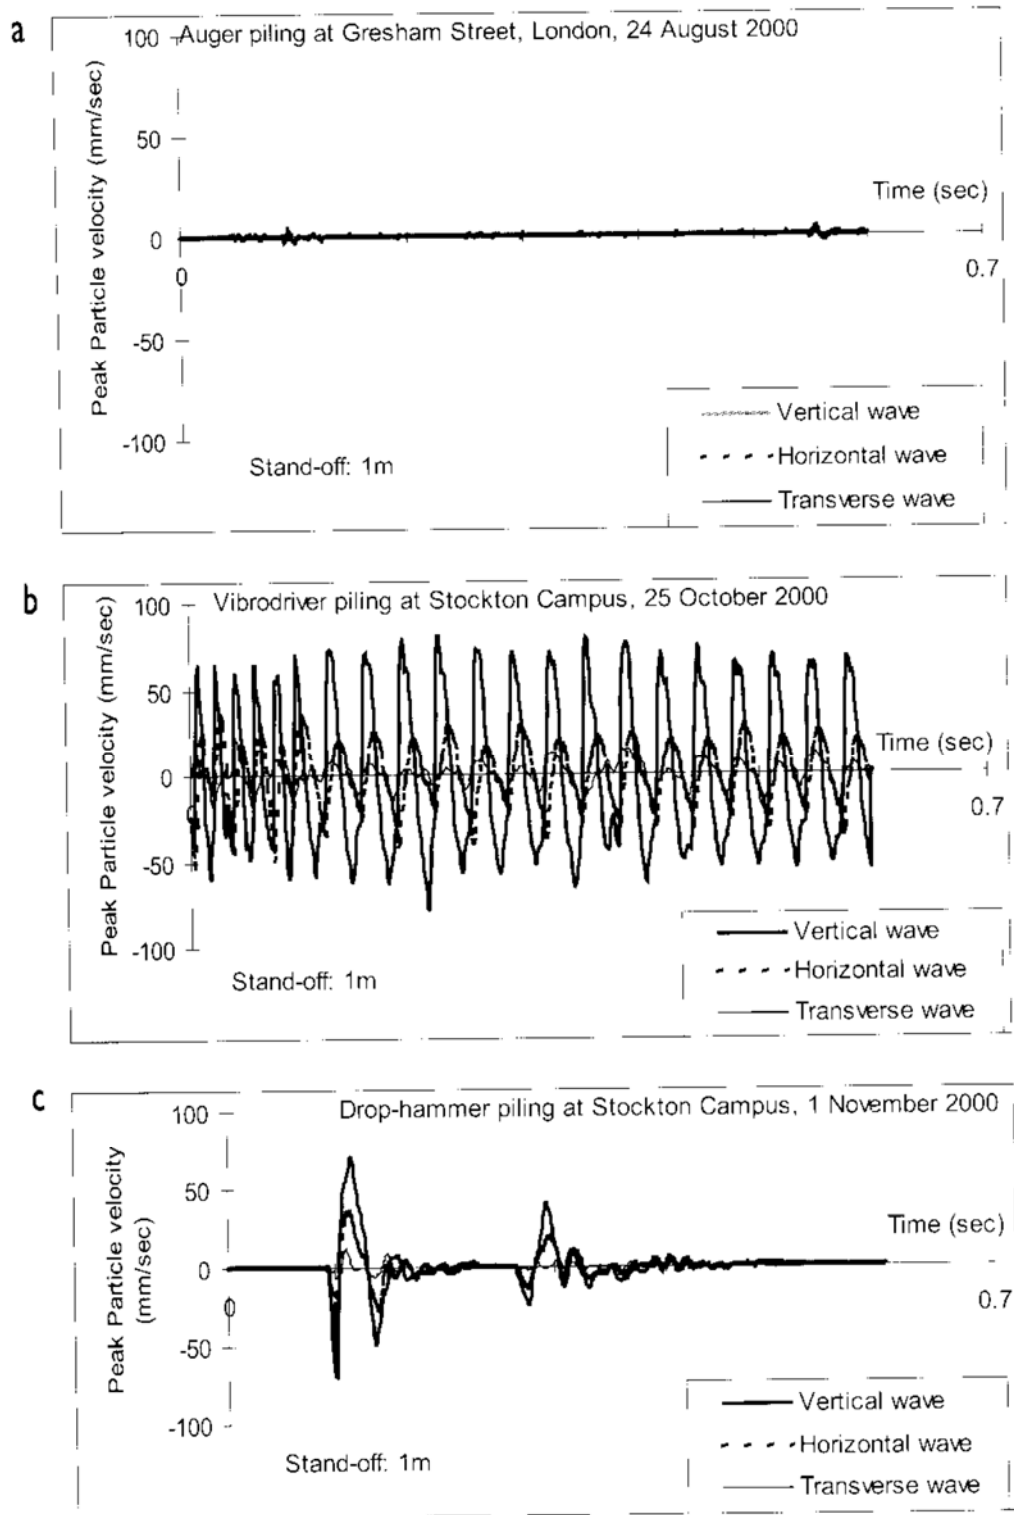 a
Auger piling at Gresham Street, London, 24 August 2000
Peak Particle velocity (mm/sec)
100
50
0
-50
-100
0
Time (sec)
0.7
Stand-off: 1m
Vertical wave
Horizontal wave
Transverse wave
b
Vibrodriver piling at Stockton Campus, 25 October 2000
Peak Particle velocity (mm/sec)
100
50
0
-50
-100
0
Time (sec)
0.7
Stand-off: 1m
Vertical wave
Horizontal wave
Transverse wave
c
Drop-hammer piling at Stockton Campus, 1 November 2000
Peak Particle velocity
(mm/sec)
100
50
0
-50
-100
0
Time (sec)
0.7
Stand-off: 1m
Vertical wave
Horizontal wave
Transverse wave